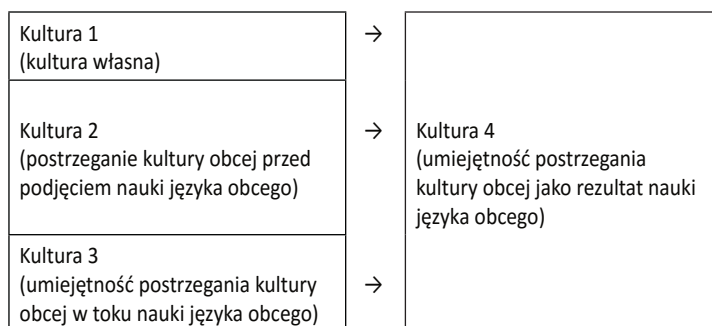 Kultura 1
(kultura własna)
→
Kultura 2
(postrzeganie kultury obcej przed
podjęciem nauki języka obcego)
→
Kultura 3
(umiejętność postrzegania kultury
obcej w toku nauki języka obcego)
→
Kultura 4
(umiejętność postrzegania
kultury obcej jako rezultat nauki
języka obcego)